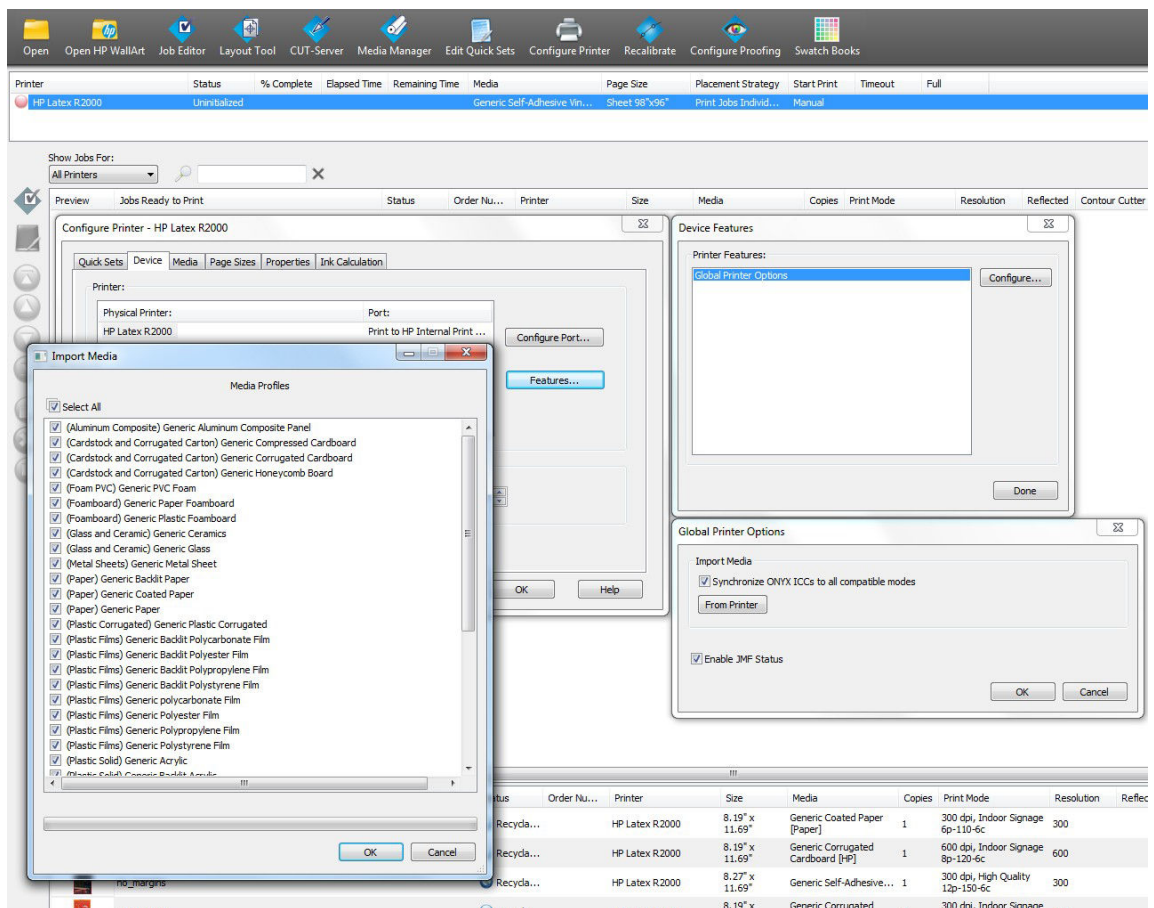 Open Open HP WallArt Job Editor Layout Tool CUT-Server Media Manager Edit Quick Sets Configure Printer Recalibrate Configure Proofing Swatch Books
Printer Status % Complete Elapsed Time Remaining Time Media Page Size Placement Strategy Start Print Timeout Full
HP Latex R2000 Uninitialized Generic Self-Adhesive Vin... Sheet 98"x96" Print Jobs Individ... Manual
Show Jobs For:
All Printers
Preview Jobs Ready to Print Status Order Nu... Printer Size Media Copies Print Mode Resolution Reflected Contour Cutter
Configure Printer - HP Latex R2000
Quick Sets Device Media Page Sizes Properties Ink Calculation
Printer:
Physical Printer: Port:
HP Latex R2000 Print to HP Internal Print ...
Configure Port...
Features...
OK Help
Device Features
Printer Features:
Global Printer Options
Configure...
Done
Global Printer Options
Import Media
Synchronize ONYX ICCs to all compatible modes
From Printer
Enable JMF Status
OK Cancel
Import Media
Media Profiles
Select All
(Aluminum Composite) Generic Aluminum Composite Panel
(Cardstock and Corrugated Carton) Generic Compressed Cardboard
(Cardstock and Corrugated Carton) Generic Corrugated Cardboard
(Cardstock and Corrugated Carton) Generic Honeycomb Board
(Foam PVC) Generic PVC Foam
(Foamboard) Generic Paper Foamboard
(Foamboard) Generic Plastic Foamboard
(Glass and Ceramic) Generic Ceramics
(Glass and Ceramic) Generic Glass
(Metal Sheets) Generic Metal Sheet
(Paper) Generic Backlit Paper
(Paper) Generic Coated Paper
(Paper) Generic Paper
(Plastic Corrugated) Generic Plastic Corrugated
(Plastic Films) Generic Backlit Polycarbonate Film
(Plastic Films) Generic Backlit Polyester Film
(Plastic Films) Generic Backlit Polypropylene Film
(Plastic Films) Generic Backlit Polystyrene Film
(Plastic Films) Generic polycarbonate Film
(Plastic Films) Generic Polyester Film
(Plastic Films) Generic Polypropylene Film
(Plastic Films) Generic Polystyrene Film
(Plastic Solid) Generic Acrylic
(Plastic Solid) Generic Backlit Acrylic
OK Cancel
atus Order Nu... Printer Size Media Copies Print Mode Resolution Reflec
Recycla... HP Latex R2000 8.19" x 11.69" Generic Coated Paper [Paper] 1 300 dpi, Indoor Signage 6p-110-6c 300
Recycla... HP Latex R2000 8.19" x 11.69" Generic Corrugated Cardboard [HP] 1 600 dpi, Indoor Signage 8p-120-6c 600
no_margins Recycla... HP Latex R2000 8.27" x 11.69" Generic Self-Adhesive... 1 300 dpi, High Quality 12p-150-6c 300
8.19" x Generic Corrugated 300 dpi, Indoor Signage